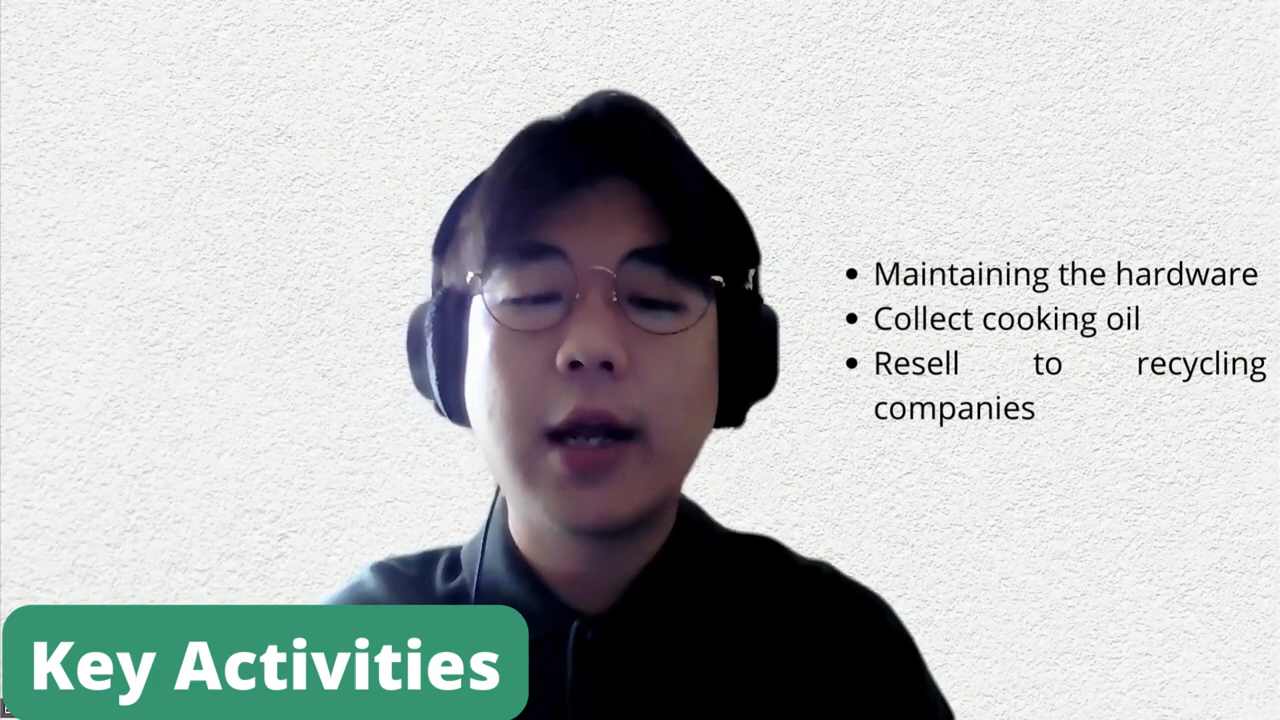 Maintaining the hardware
Collect cooking oil
Resell to recycling
companies
Key Activities